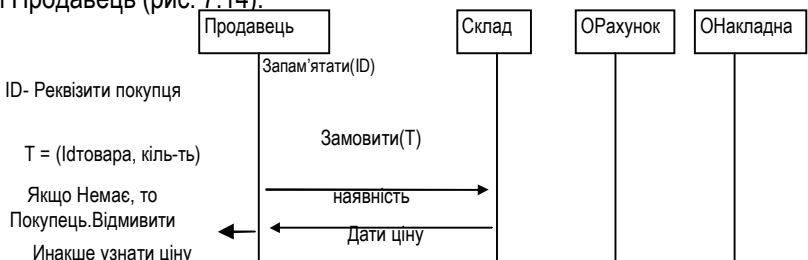 і Продавець (рис. 7.14).
Продавець
Склад
ОРахунок
ОНакладна
Запам’ятати(ID)
ID- Реквізити покупця
Замовити(Т)
Т = (Idтовара, кіль-ть)
Якщо Немає, то
наявність
Покупець.Відмивити
Дати ціну
Инакше узнати ціну